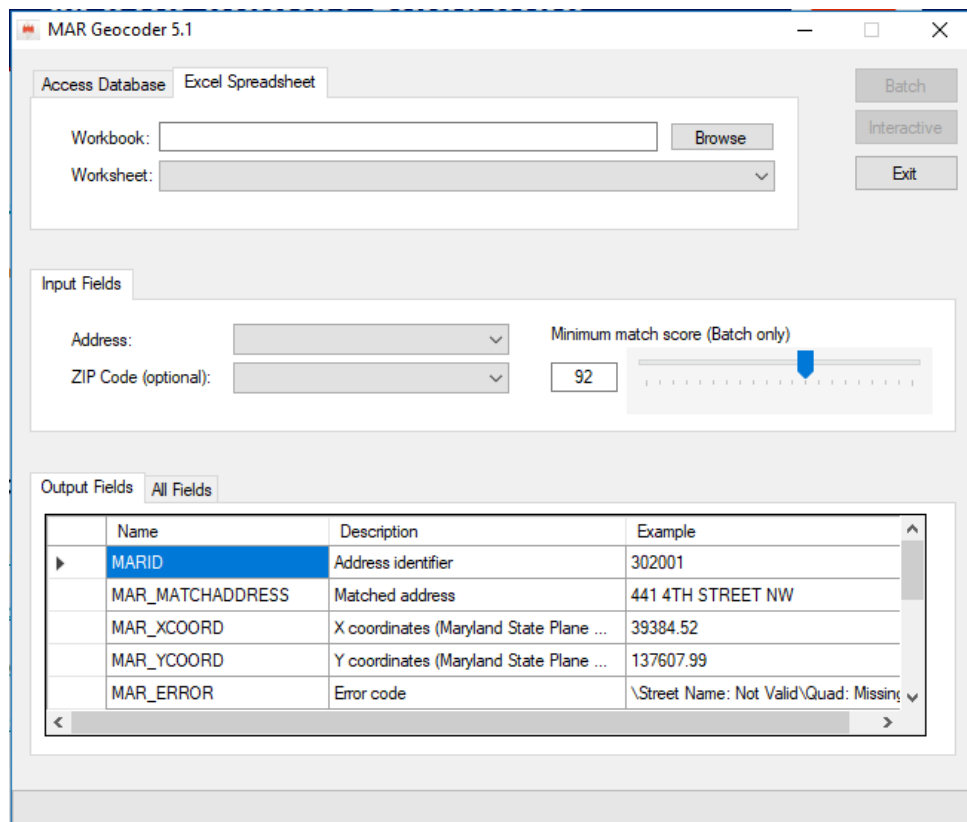 MAR Geocoder 5.1
Access Database Excel Spreadsheet
Batch
Workbook: Browse
Interactive
Worksheet:
Exit
Input Fields
Address:
Minimum match score (Batch only)
ZIP Code (optional):
92
Output Fields All Fields
Name Description Example
MARID Address identifier 302001
MAR_MATCHADDRESS Matched address 441 4TH STREET NW
MAR_XCOORD X coordinates (Maryland State Plane ... 39384.52
MAR_YCOORD Y coordinates (Maryland State Plane ... 137607.99
MAR_ERROR Error code \Street Name: Not Valid\Quad: Missing